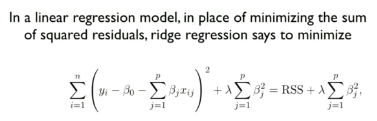 In a linear regression model, in place of minimizing the sum
of squared residuals, ridge regression says to minimize
$$\sum_{i=1}^{n} \left( y_i - \beta_0 - \sum_{j=1}^{p} \beta_j x_{ij} \right)^2 + \lambda \sum_{j=1}^{p} \beta_j^2 = \text{RSS} + \lambda \sum_{j=1}^{p} \beta_j^2,$$